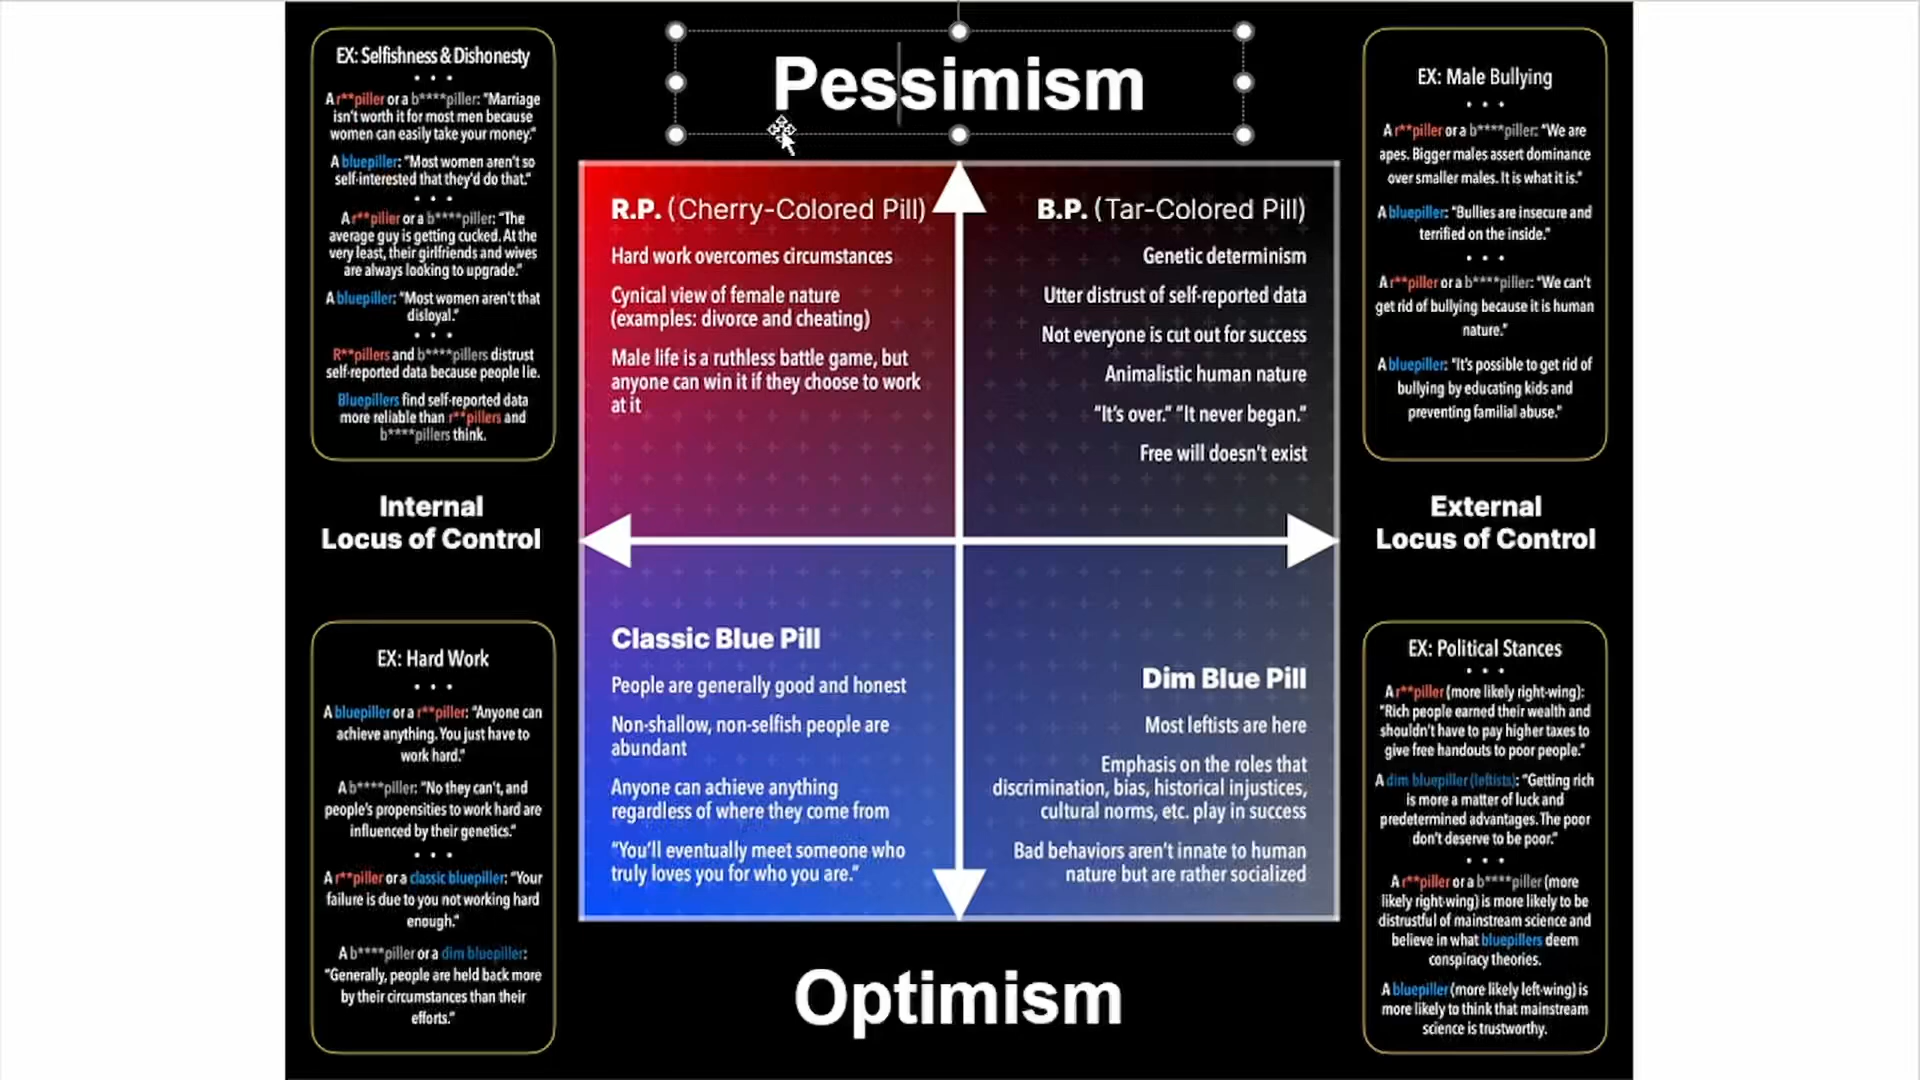 Pessimism
EX: Selfishness & Dishonesty
• • •
A r**piller or a b****piller: "Marriage
isn't worth it for most men because
women can easily take your money."
A bluepiller: "Most women aren't so
self-interested that they'd do that."
• • •
A r**piller or a b****piller: "The
average guy is getting cucked. At the
very least, their girlfriends and wives
are always looking to upgrade."
A bluepiller: "Most women aren't that
disloyal."
• • •
R**pillers and b****pillers distrust
self-reported data because people lie.
Bluepillers find self-reported data
more reliable than r**pillers and
b****pillers think.
R.P. (Cherry-Colored Pill)
Hard work overcomes circumstances
Cynical view of female nature
(examples: divorce and cheating)
Male life is a ruthless battle game, but
anyone can win it if they choose to work
at it
B.P. (Tar-Colored Pill)
Genetic determinism
Utter distrust of self-reported data
Not everyone is cut out for success
Animalistic human nature
"It's over." "It never began."
Free will doesn't exist
EX: Male Bullying
• • •
A r**piller or a b****piller: "We are
apes. Bigger males assert dominance
over smaller males. It is what it is."
A bluepiller: "Bullies are insecure and
terrified on the inside."
• • •
A r**piller or a b****piller: "We can't
get rid of bullying because it is human
nature."
A bluepiller: "It's possible to get rid of
bullying by educating kids and
preventing familial abuse."
Internal
Locus of Control
External
Locus of Control
EX: Hard Work
• • •
A bluepiller or a r**piller: "Anyone can
achieve anything. You just have to
work hard."
A b****piller: "No they can't, and
people's propensities to work hard are
influenced by their genetics."
• • •
A r**piller or a classic bluepiller: "Your
failure is due to you not working hard
enough."
A b****piller or a dim bluepiller:
"Generally, people are held back more
by their circumstances than their
efforts."
Classic Blue Pill
People are generally good and honest
Non-shallow, non-selfish people are
abundant
Anyone can achieve anything
regardless of where they come from
"You'll eventually meet someone who
truly loves you for who you are."
Dim Blue Pill
Most leftists are here
Emphasis on the roles that
discrimination, bias, historical injustices,
cultural norms, etc. play in success
Bad behaviors aren't innate to human
nature but are rather socialized
EX: Political Stances
• • •
A r**piller (more likely right-wing):
"Rich people earned their wealth and
shouldn't have to pay higher taxes to
give free handouts to poor people."
A dim bluepiller (leftists): "Getting rich
is more a matter of luck and
predetermined advantages. The poor
don't deserve to be poor."
• • •
A r**piller or a b****piller (more
likely right-wing) is more likely to be
distrustful of mainstream science and
believe in what bluepillers deem
conspiracy theories.
A bluepiller (more likely left-wing) is
more likely to think that mainstream
science is trustworthy.
Optimism